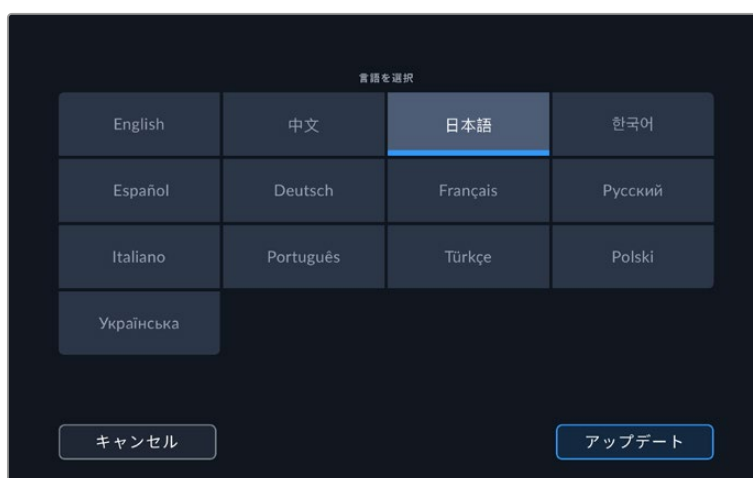 言語を選択
English 中文 日本語 한국어
Español Deutsch Français Русский
Italiano Português Türkçe Polski
Українська
キャンセル アップデート